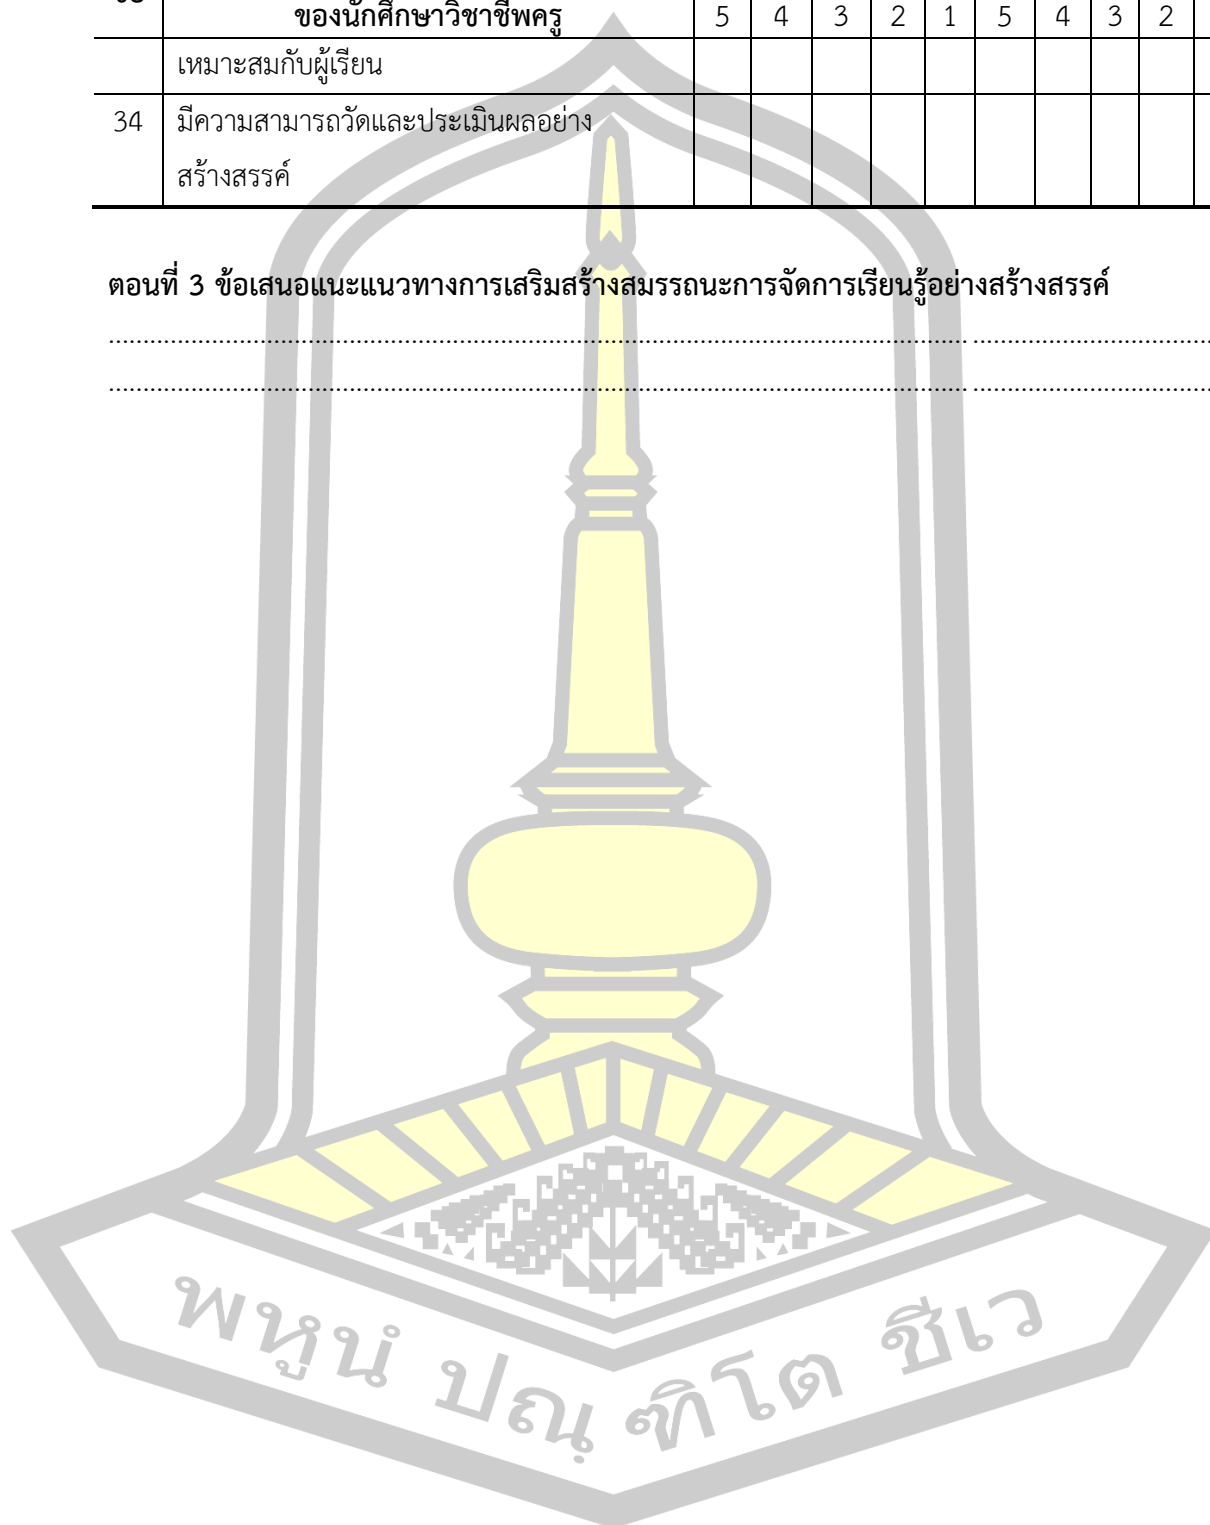 ของนักศึกษาวิชาชีพครู 5 4 3 2 1 5 4 3 2
เหมาะสมกับผู้เรียน
34 มีความสามารถวัดและประเมินผลอย่าง
สร้างสรรค์
ตอนที่ 3 ข้อเสนอแนะแนวทางการเสริมสร้างสมรรถนะการจัดการเรียนรู้อย่างสร้างสรรค์
พหูนํ ปณฺฑิโต ชีเว